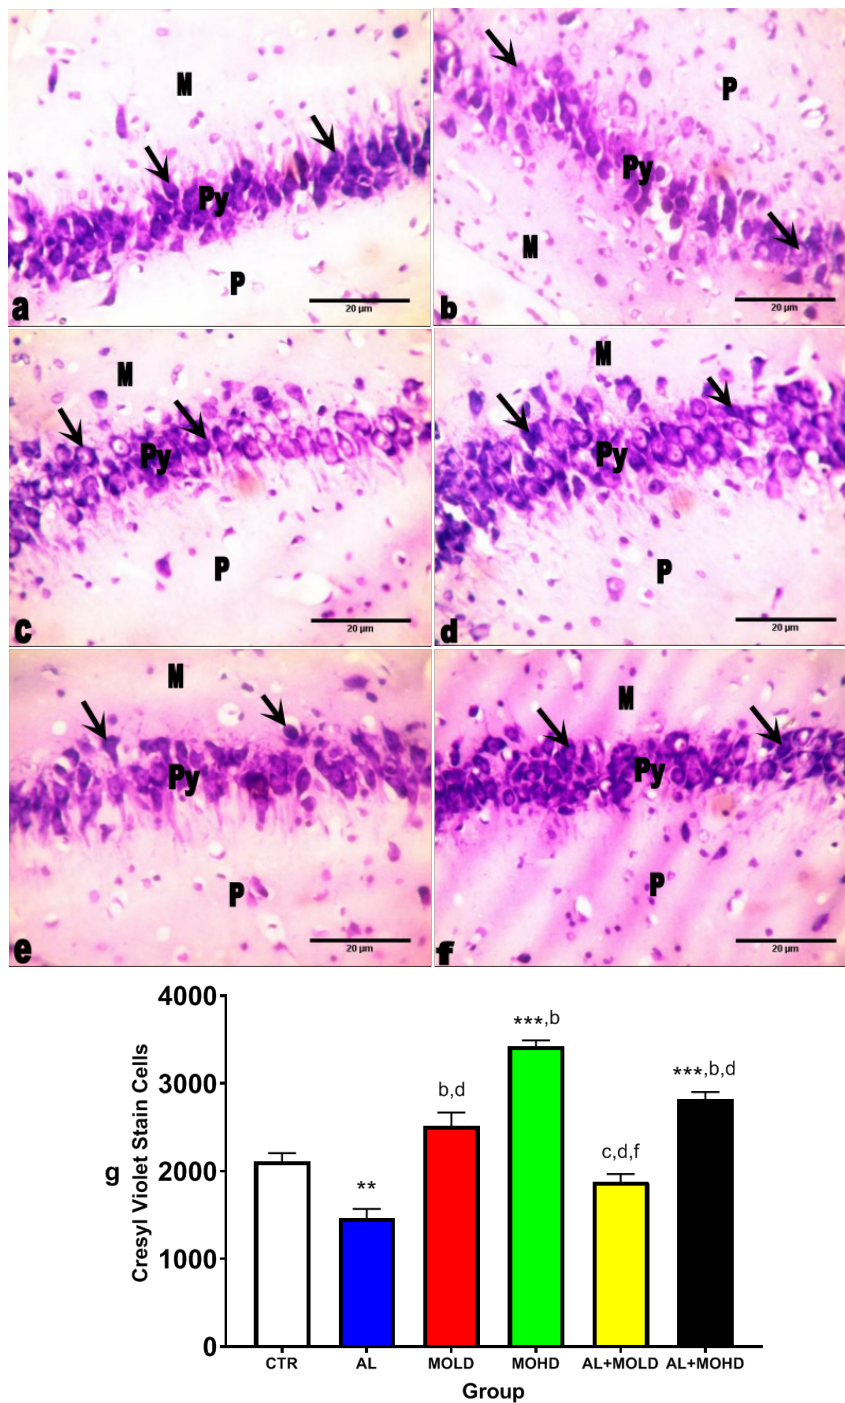 M
Py
P
a
20 µm
P
Py
M
b
20 µm
M
Py
P
c
20 µm
M
Py
P
d
20 µm
M
Py
P
e
20 µm
M
Py
P
f
20 µm
g
Cresyl Violet Stain Cells
4000
3000
2000
1000
0
**
b,d
***,b
c,d,f
***,b,d
CTR AL MOLD MOHD AL+MOLD AL+MOHD
Group